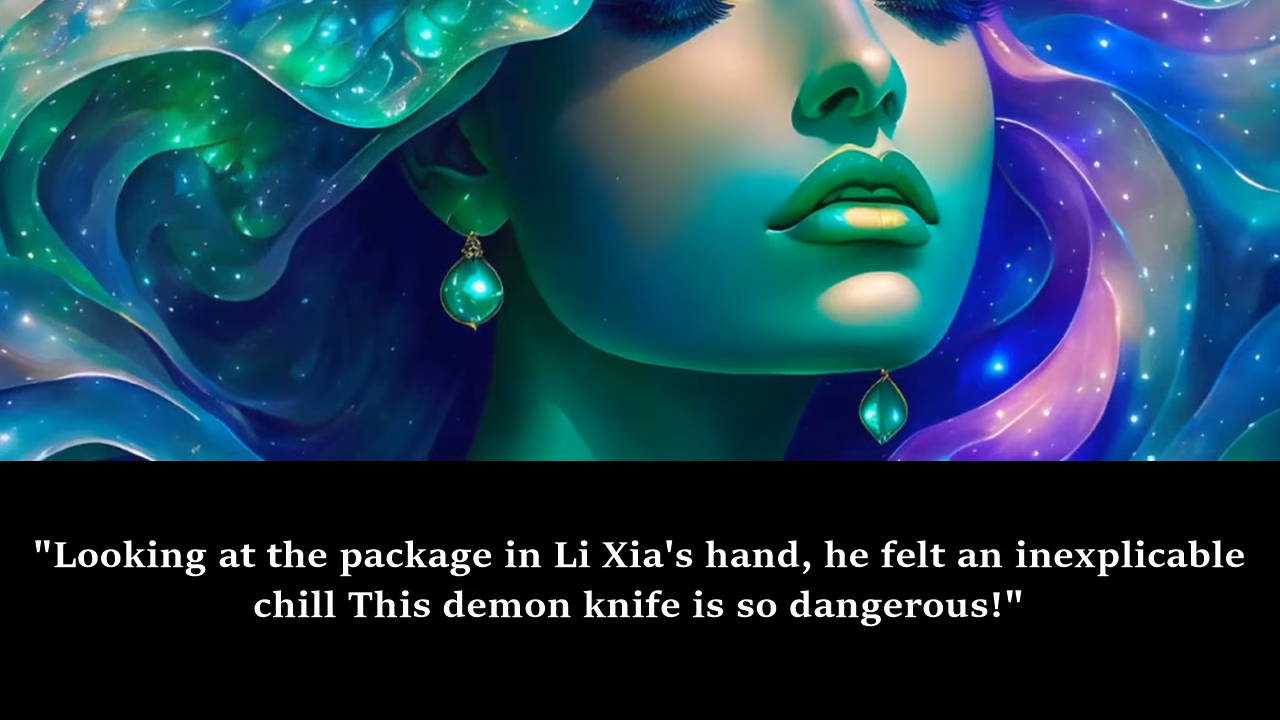 "Looking at the package in Li Xia's hand, he felt an inexplicable
chill This demon knife is so dangerous!"